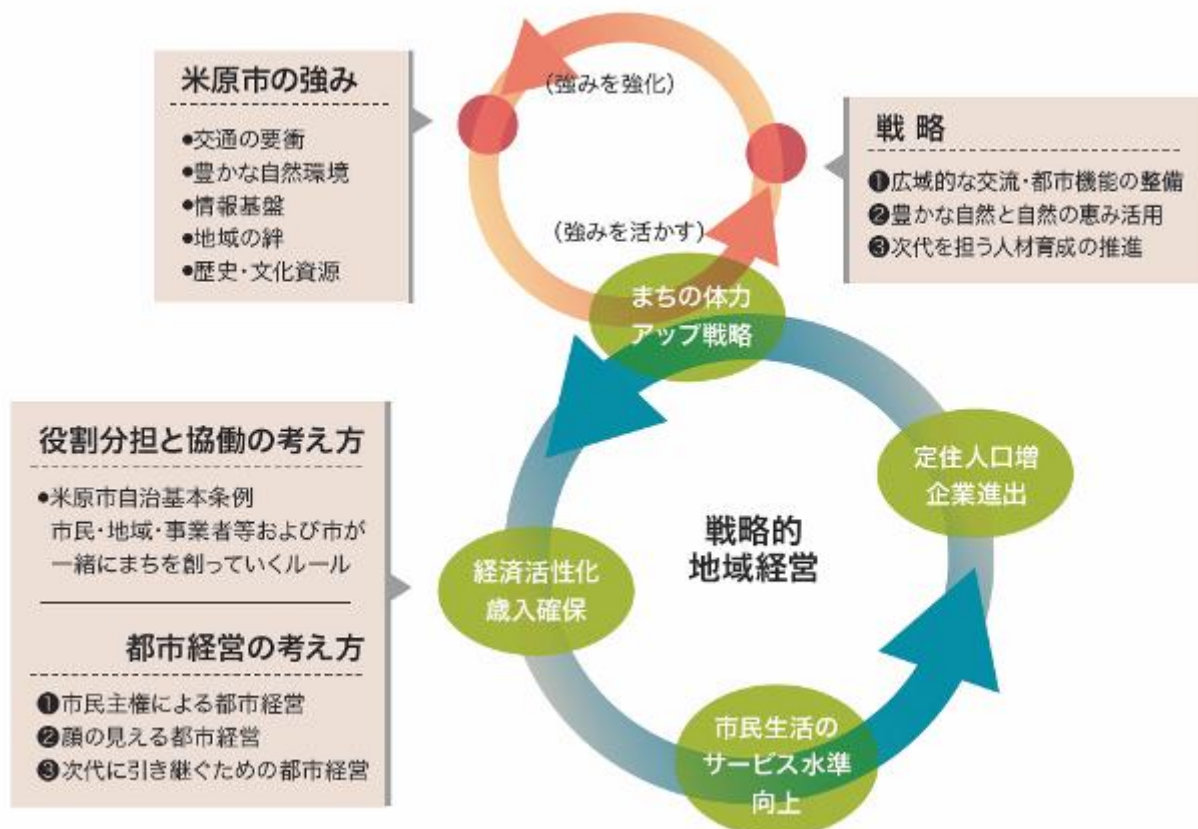 米原市の強み
●交通の要衝
●豊かな自然環境
●情報基盤
●地域の絆
●歴史・文化資源
(強みを強化)
(強みを活かす)
戦略
❶広域的な交流・都市機能の整備
❷豊かな自然と自然の恵み活用
❸次代を担う人材育成の推進
まちの体力
アップ戦略
役割分担と協働の考え方
●米原市自治基本条例
市民・地域・事業者等および市が
一緒にまちを創っていくルール
都市経営の考え方
❶市民主権による都市経営
❷顔の見える都市経営
❸次代に引き継ぐための都市経営
定住人口増
企業進出
戦略的
地域経営
経済活性化
歳入確保
市民生活の
サービス水準
向上